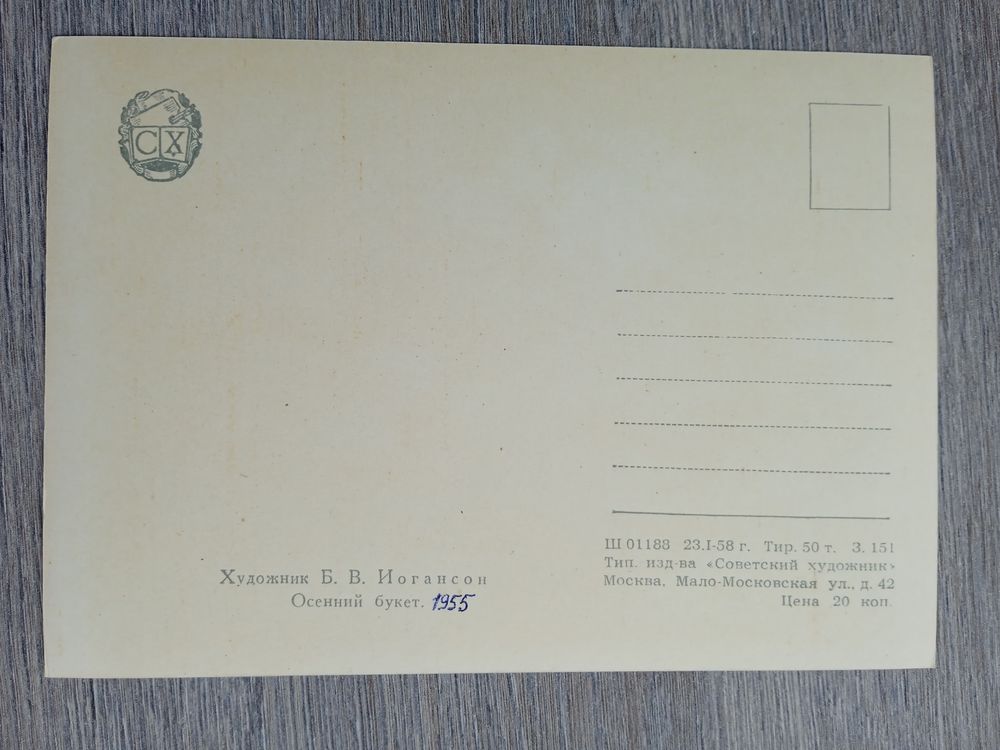 СХ
Художник Б. В. Иогансон
Осенний букет. 1955
Ш 01188 23.I-58 г. Тир. 50 т. З. 151
Тип. изд-ва «Советский художник»
Москва, Мало-Московская ул., д. 42
Цена 20 коп.